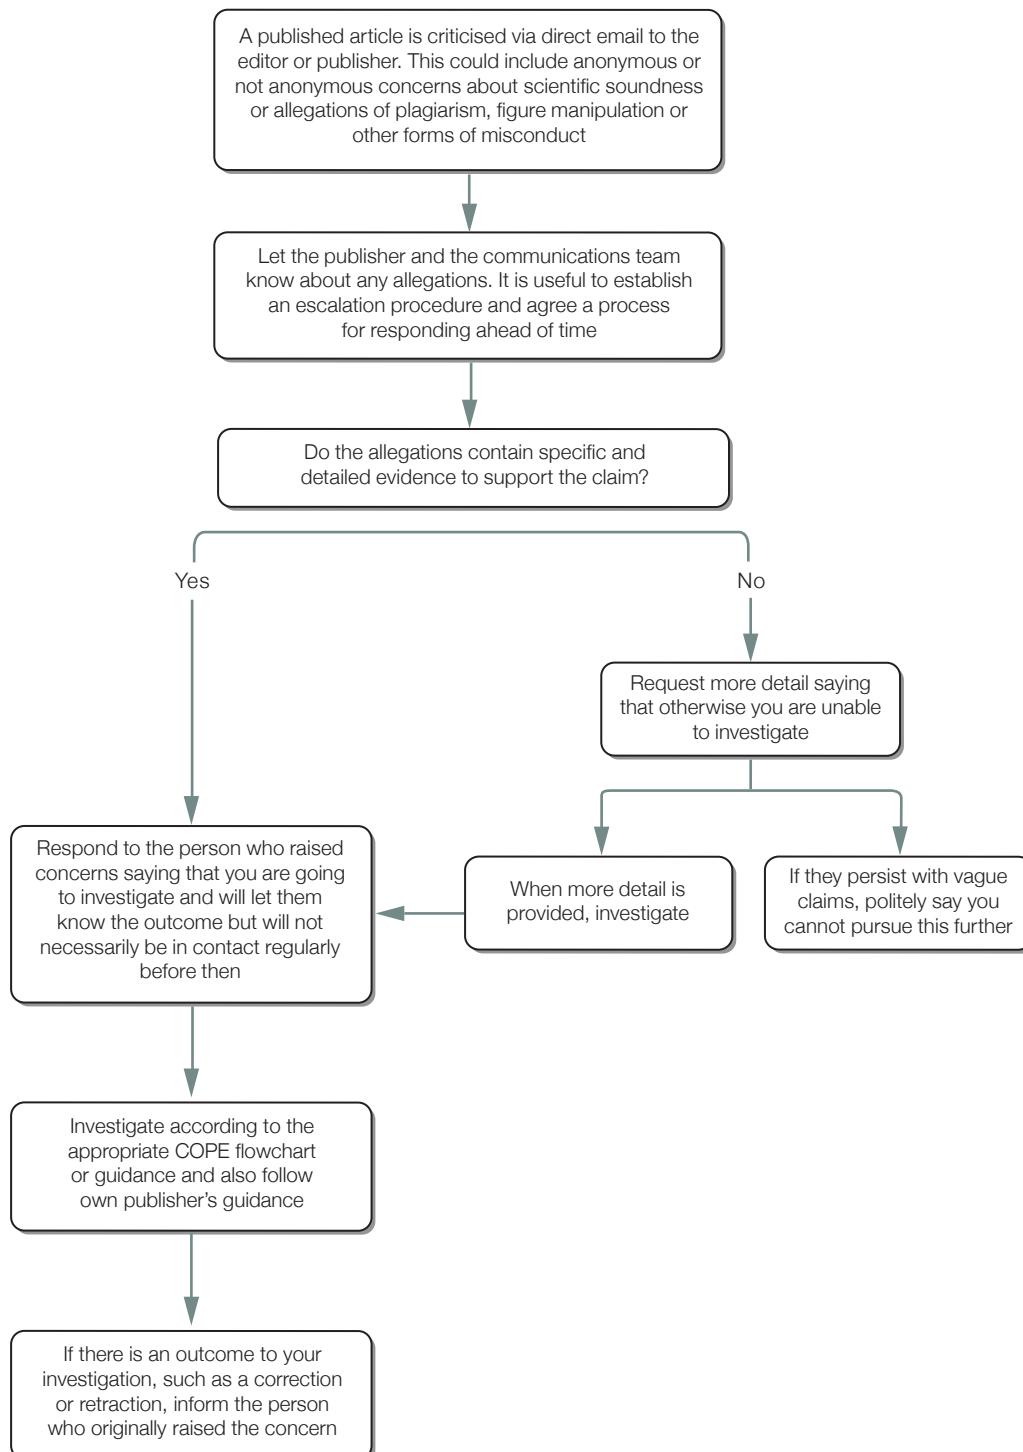 A published article is criticised via direct email to the
editor or publisher. This could include anonymous or
not anonymous concerns about scientific soundness
or allegations of plagiarism, figure manipulation or
other forms of misconduct
Let the publisher and the communications team
know about any allegations. It is useful to establish
an escalation procedure and agree a process
for responding ahead of time
Do the allegations contain specific and
detailed evidence to support the claim?
Yes
No
Request more detail saying
that otherwise you are unable
to investigate
Respond to the person who raised
concerns saying that you are going
to investigate and will let them
know the outcome but will not
necessarily be in contact regularly
before then
When more detail is
provided, investigate
If they persist with vague
claims, politely say you
cannot pursue this further
Investigate according to the
appropriate COPE flowchart
or guidance and also follow
own publisher’s guidance
If there is an outcome to your
investigation, such as a correction
or retraction, inform the person
who originally raised the concern